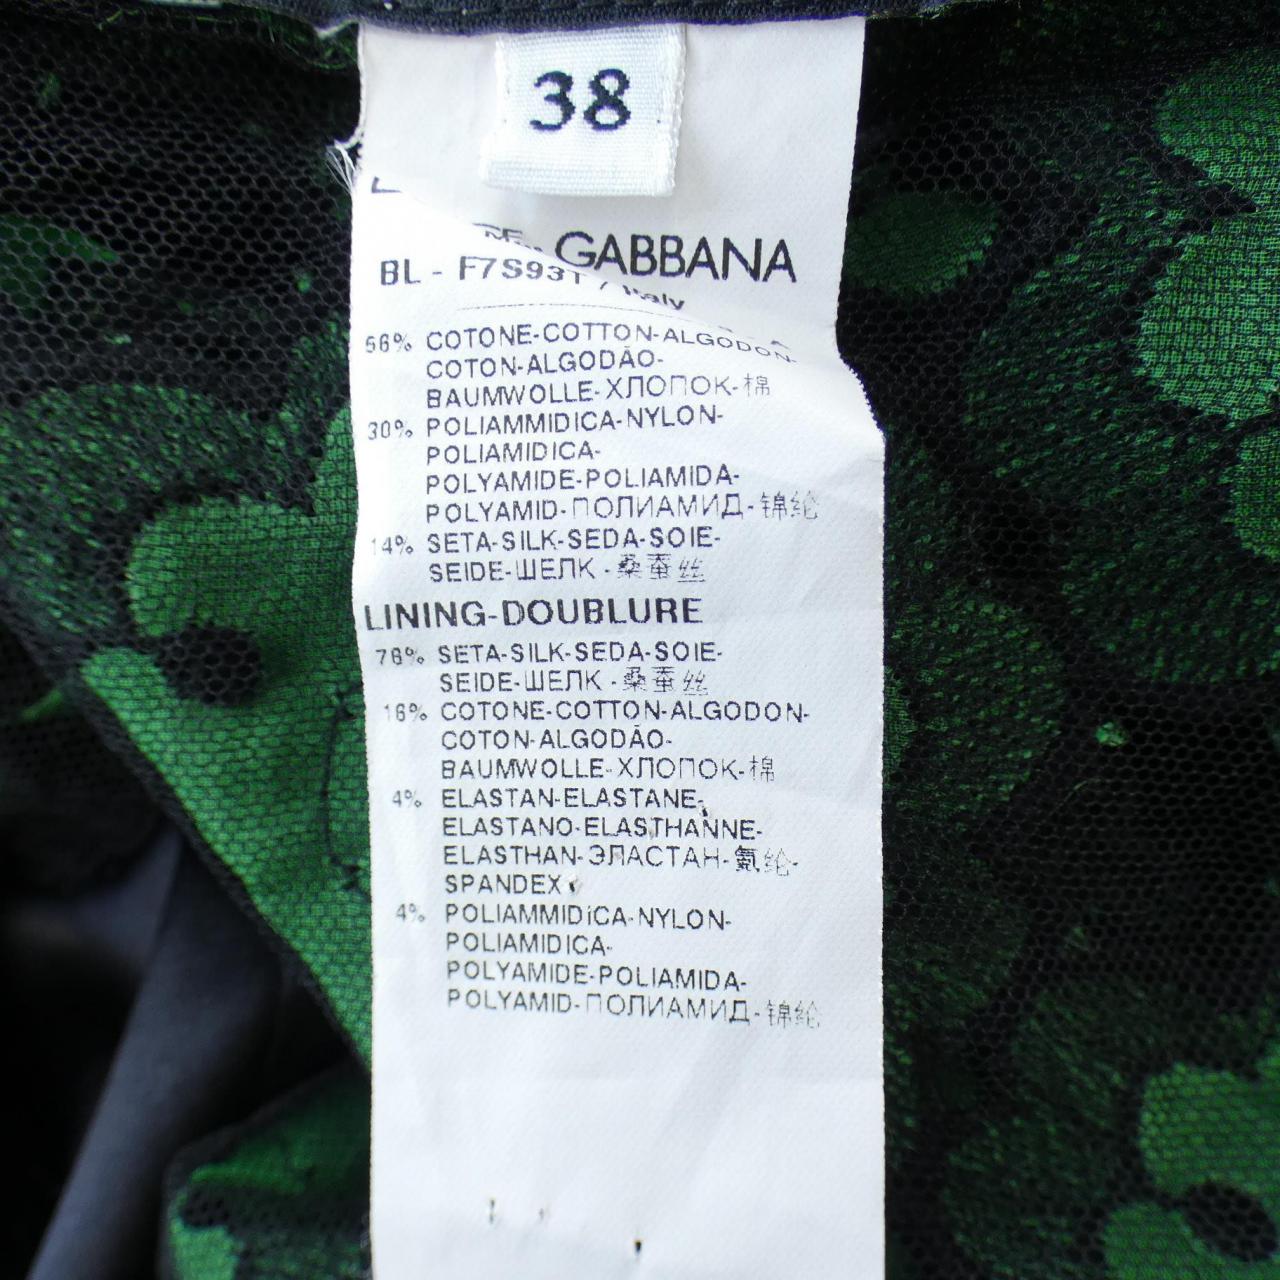 38
GABBANA
BL - F7S93T / Italy
56% COTONE-COTTON-ALGODON-
COTON-ALGODÃO-
BAUMWOLLE-ХЛОПОК-棉
30% POLIAMMIDICA-NYLON-
POLIAMIDICA-
POLYAMIDE-POLIAMIDA-
POLYAMID-ПОЛИАМИД-锦纶
14% SETA-SILK-SEDA-SOIE-
SEIDE-ШЕЛК-桑蚕丝
LINING-DOUBLURE
76% SETA-SILK-SEDA-SOIE-
SEIDE-ШЕЛК-桑蚕丝
16% COTONE-COTTON-ALGODON-
COTON-ALGODÃO-
BAUMWOLLE-ХЛОПОК-棉
4% ELASTAN-ELASTANE-
ELASTANO-ELASTHANNE-
ELASTHAN-ЭЛАСТАН-氨纶-
SPANDEX
4% POLIAMMIDICA-NYLON-
POLIAMIDICA-
POLYAMIDE-POLIAMIDA-
POLYAMID-ПОЛИАМИД-锦纶